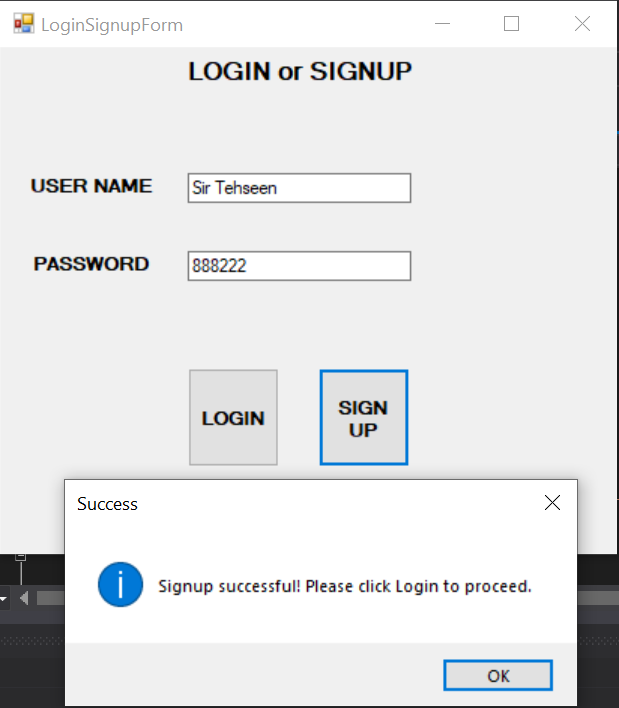 LoginSignupForm
LOGIN or SIGNUP
USER NAME
Sir Tehseen
PASSWORD
888222
LOGIN
SIGN
UP
Success
Signup successful! Please click Login to proceed.
OK